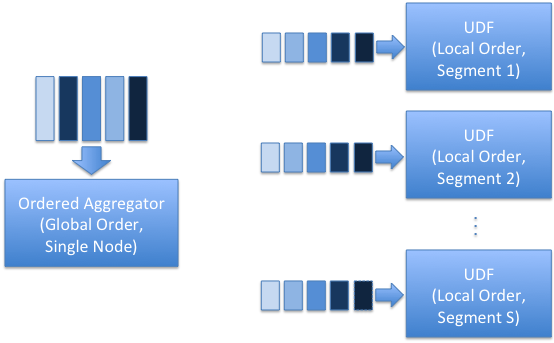 Ordered Aggregator
(Global Order,
Single Node)
UDF
(Local Order,
Segment 1)
UDF
(Local Order,
Segment 2)
UDF
(Local Order,
Segment S)